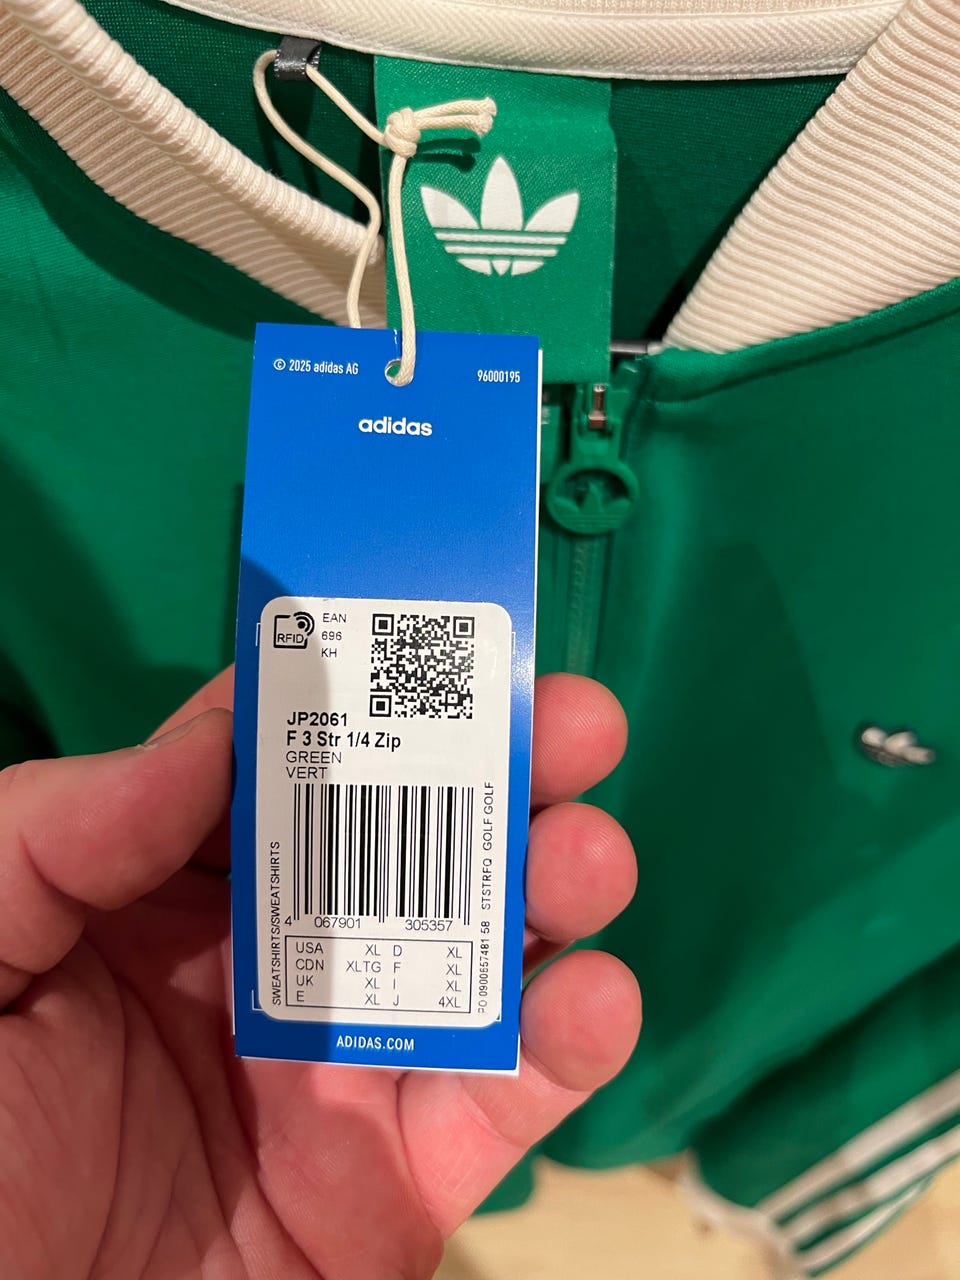 © 2025 adidas AG
96000195
adidas
RFID
EAN
696
KH
JP2061
F 3 Str 1/4 Zip
GREEN
VERT
4 067901 305357
SWEATSHIRTS/SWEATSHIRTS
PO 0900657481 58 STSTRFQ GOLF GOLF
USA XL D XL
CDN XLTG F XL
UK XL I XL
E XL J 4XL
ADIDAS.COM